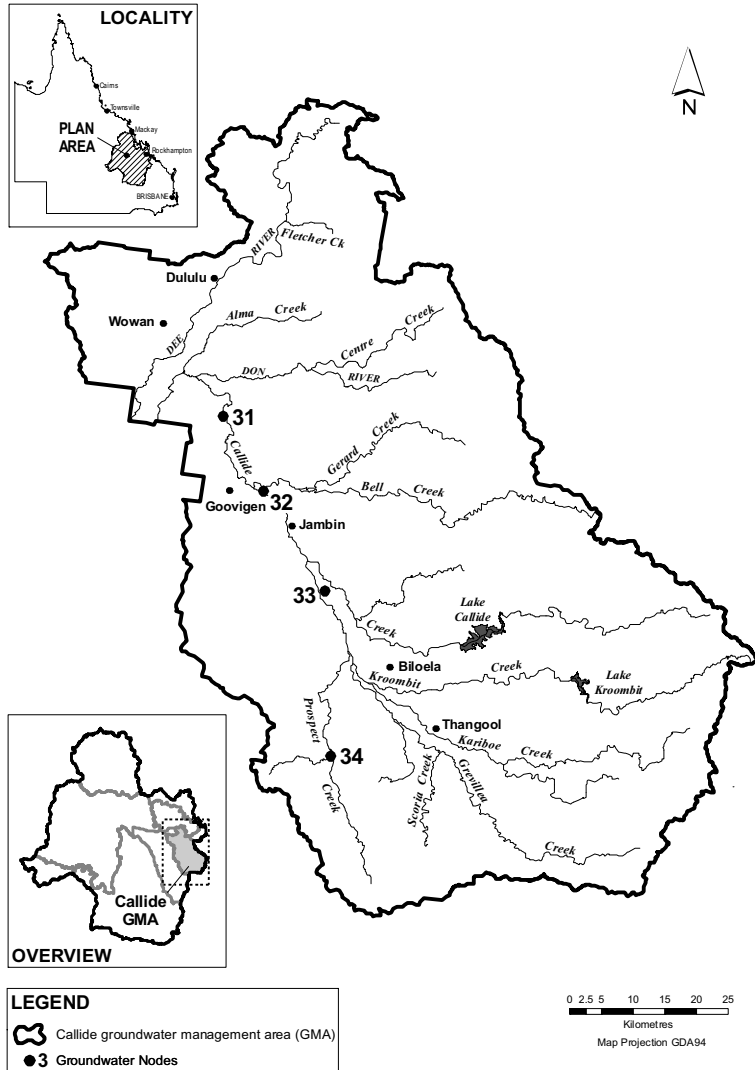 LOCALITY
Cairns
Townsville
PLAN
AREA
Mackay
Rockhampton
BRISBANE
N
Fletcher Ck
RIVER
Dululu
Wowan
Alma Creek
DEE
Centre Creek
DON RIVER
31
Callide
Gerard Creek
32
Goovigen
Bell Creek
Jambin
33
Lake
Callide
Creek
Biloela
Kroombit Creek
Lake
Kroombit
Prospect
Creek
Thangool
Kariboe Creek
34
Scoria Creek
Grevillea
Creek
Callide
GMA
OVERVIEW
LEGEND
Callide groundwater management area (GMA)
3 Groundwater Nodes
0 2.5 5 10 15 20 25
Kilometres
Map Projection GDA94